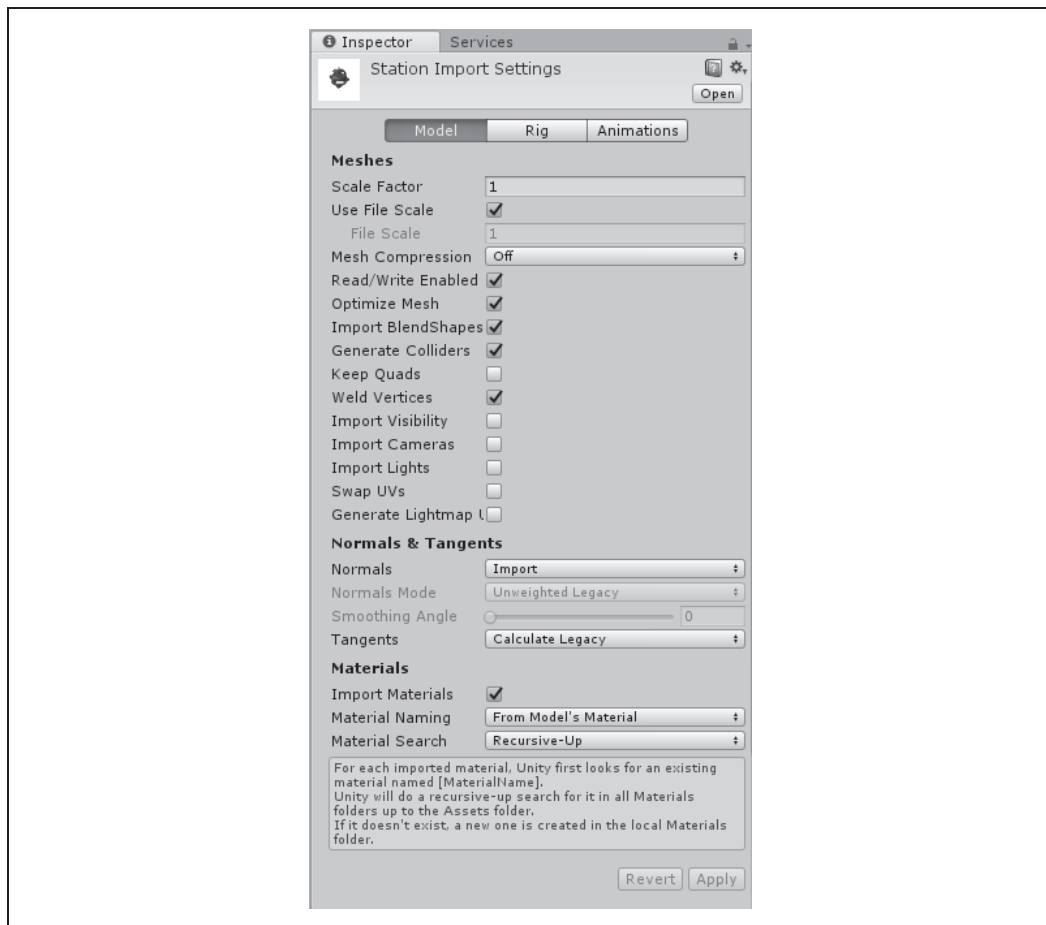 Inspector Services
Station Import Settings
Open
Model Rig Animations
Meshes
Scale Factor 1
Use File Scale
File Scale 1
Mesh Compression Off
Read/Write Enabled
Optimize Mesh
Import BlendShapes
Generate Colliders
Keep Quads
Weld Vertices
Import Visibility
Import Cameras
Import Lights
Swap UVs
Generate Lightmap U
Normals & Tangents
Normals Import
Normals Mode Unweighted Legacy
Smoothing Angle 0
Tangents Calculate Legacy
Materials
Import Materials
Material Naming From Model's Material
Material Search Recursive-Up
For each imported material, Unity first looks for an existing
material named [MaterialName].
Unity will do a recursive-up search for it in all Materials
folders up to the Assets folder.
If it doesn't exist, a new one is created in the local Materials
folder.
Revert Apply